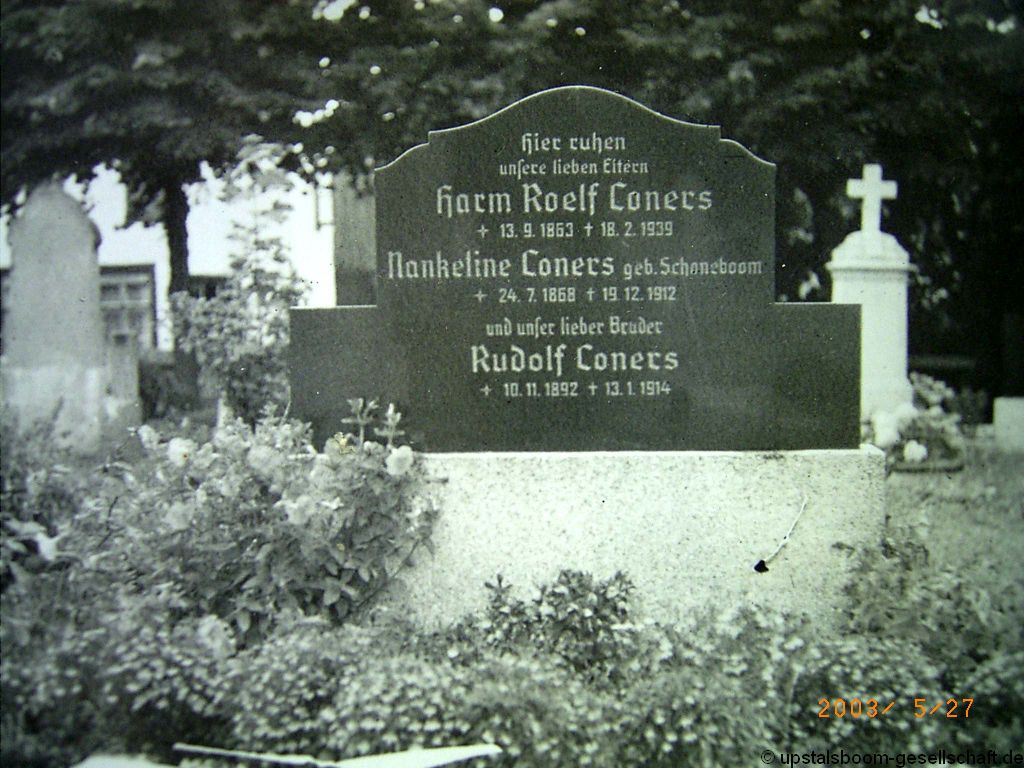 Hier ruhen
unsere lieben Eltern
Harm Roelf Coners
+ 13. 9. 1863 + 18. 2. 1939
Nankeline Coners geb. Schoneboom
+ 24. 7. 1868 + 19. 12. 1912
und unser lieber Bruder
Rudolf Coners
+ 10. 11. 1892 + 13. 1. 1914
2003/ 5/27
© upstalsboom-gesellschaft.de